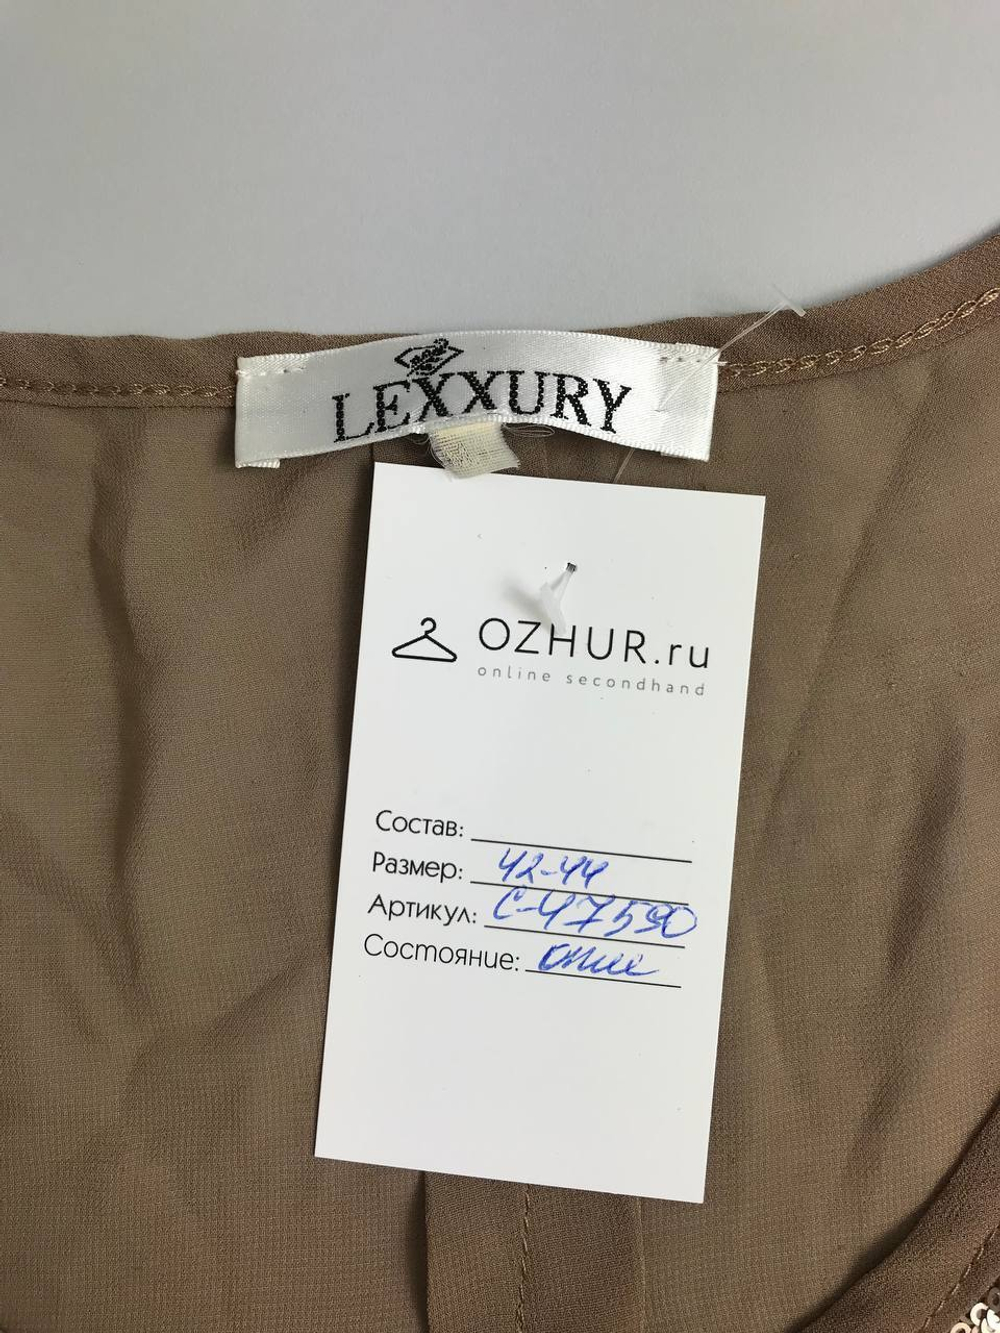 LEXXURY
OZHUR.ru
online secondhand
Состав:
Размер: 42-44
Артикул: С-47590
Состояние: отл